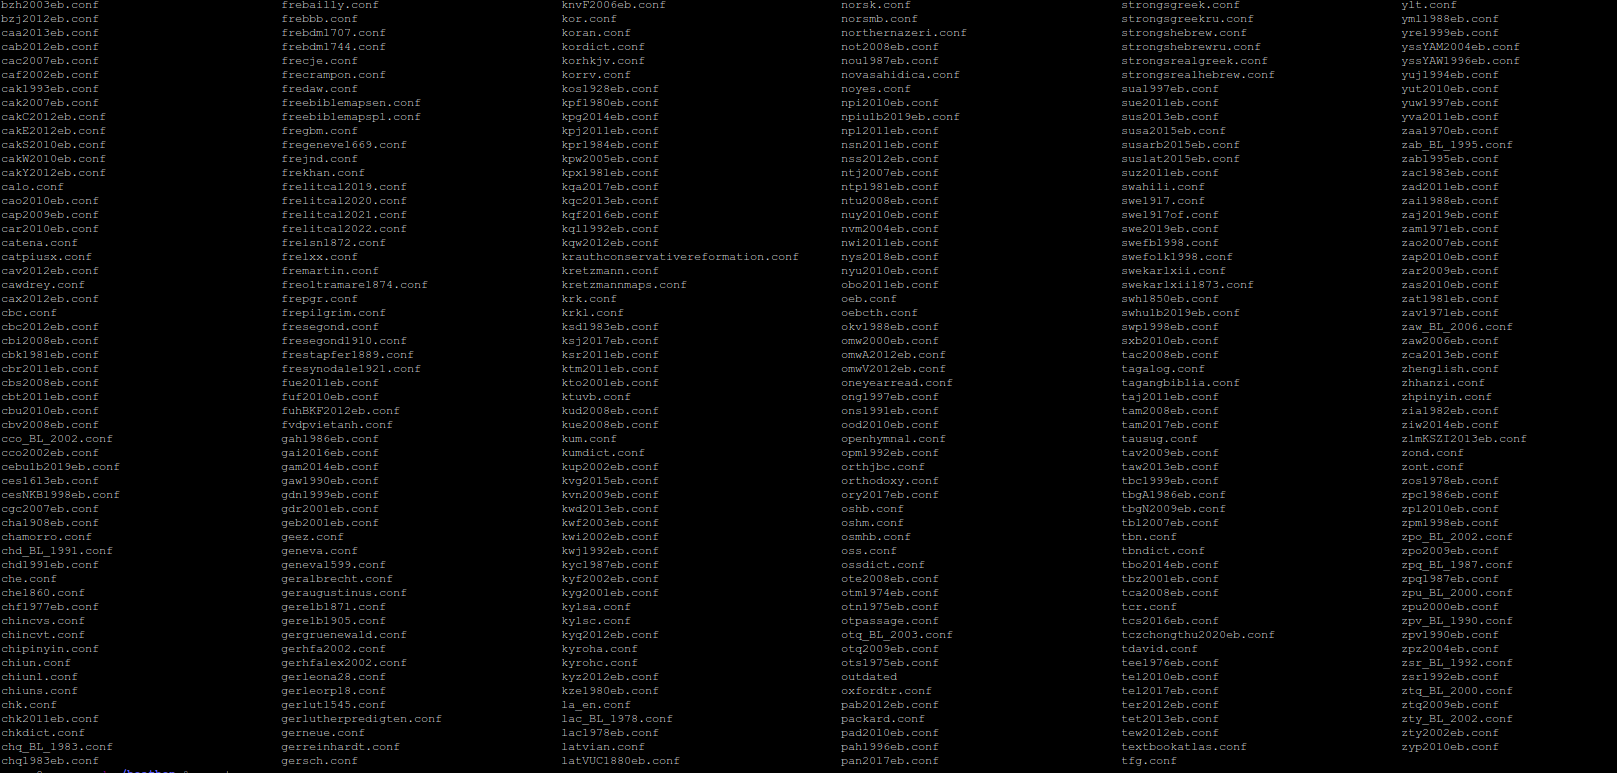 bzh2003eb.conf frebailly.conf knvF2006eb.conf norsk.conf strongsgreek.conf ylt.conf
bzj2012eb.conf frebbb.conf kor.conf norsmb.conf strongsgreekru.conf yml1988eb.conf
caa2013eb.conf frebdm1707.conf koran.conf northernazeri.conf strongshebrew.conf yre1999eb.conf
cab2012eb.conf frebdm1744.conf kordict.conf not2008eb.conf strongshebrewru.conf yssYAM2004eb.conf
cac2007eb.conf frecje.conf korhkjv.conf nou1987eb.conf strongsrealgreek.conf yssYAW1996eb.conf
caf2002eb.conf frecrampon.conf korrv.conf novasahidica.conf strongsrealhebrew.conf yuj1994eb.conf
cak1993eb.conf fredaw.conf kos1928eb.conf noyes.conf sua1997eb.conf yut2010eb.conf
cak2007eb.conf freebiblemapsen.conf kpf1980eb.conf npi2010eb.conf sue2011eb.conf yuw1997eb.conf
cakC2012eb.conf freebiblemapspl.conf kpg2014eb.conf npiulb2019eb.conf sus2013eb.conf yva2011eb.conf
cakE2012eb.conf fregbm.conf kpj2011eb.conf npl2011eb.conf susa2015eb.conf zaa1970eb.conf
cakS2010eb.conf fregeneve1669.conf kpr1984eb.conf nsn2011eb.conf susarb2015eb.conf zab_BL_1995.conf
cakW2010eb.conf frejnd.conf kpw2005eb.conf nss2012eb.conf suslat2015eb.conf zab1995eb.conf
cakY2012eb.conf frekhan.conf kpx1981eb.conf ntj2007eb.conf suz2011eb.conf zac1983eb.conf
calo.conf frelitcal2019.conf kqa2017eb.conf ntp1981eb.conf swahili.conf zad2011eb.conf
cao2010eb.conf frelitcal2020.conf kqc2013eb.conf ntu2008eb.conf swe1917.conf zai1988eb.conf
cap2009eb.conf frelitcal2021.conf kqf2016eb.conf nuy2010eb.conf swe1917of.conf zaj2019eb.conf
car2010eb.conf frelitcal2022.conf kql1992eb.conf nvm2004eb.conf swe2019eb.conf zam1971eb.conf
catena.conf frelsn1872.conf kqw2012eb.conf nwi2011eb.conf swefb1998.conf zao2007eb.conf
catpiusx.conf frelxx.conf krauthconservativereformation.conf nys2018eb.conf swefolk1998.conf zap2010eb.conf
cav2012eb.conf fremartin.conf kretzmann.conf nyu2010eb.conf swekarlxii.conf zar2009eb.conf
cawdrey.conf freoltramare1874.conf kretzmannmaps.conf obo2011eb.conf swekarlxii1873.conf zas2010eb.conf
cax2012eb.conf frepgr.conf krk.conf oeb.conf swh1850eb.conf zat1981eb.conf
cbc.conf frepilgrim.conf krkl.conf oebcth.conf swhulb2019eb.conf zav1971eb.conf
cbc2012eb.conf fresegond.conf ksd1983eb.conf okv1988eb.conf swp1998eb.conf zaw_BL_2006.conf
cbi2008eb.conf fresegond1910.conf ksj2017eb.conf omw2000eb.conf sxb2010eb.conf zaw2006eb.conf
cbk1981eb.conf frestapfer1889.conf ksr2011eb.conf omwA2012eb.conf tac2008eb.conf zca2013eb.conf
cbr2011eb.conf fresynodale1921.conf ktm2011eb.conf omwV2012eb.conf tagalog.conf zhenglish.conf
cbs2008eb.conf fue2011eb.conf kto2001eb.conf oneyearread.conf tagangbiblia.conf zhhanzi.conf
cbt2011eb.conf fuf2010eb.conf ktuvb.conf ong1997eb.conf taj2011eb.conf zhpinyin.conf
cbu2010eb.conf fuhBKF2012eb.conf kud2008eb.conf ons1991eb.conf tam2008eb.conf zia1982eb.conf
cbv2008eb.conf fvdpvietanh.conf kue2008eb.conf ood2010eb.conf tam2017eb.conf ziw2014eb.conf
cco_BL_2002.conf gah1986eb.conf kum.conf openhymnal.conf tausug.conf zlmKSZI2013eb.conf
cco2002eb.conf gai2016eb.conf kumdict.conf opm1992eb.conf tav2009eb.conf zond.conf
cebulb2019eb.conf gam2014eb.conf kup2002eb.conf orthjbc.conf taw2013eb.conf zont.conf
ces1613eb.conf gaw1990eb.conf kvg2015eb.conf orthodoxy.conf tbc1999eb.conf zos1978eb.conf
cesNKB1998eb.conf gdn1999eb.conf kvn2009eb.conf ory2017eb.conf tbgA1986eb.conf zpc1986eb.conf
cgc2007eb.conf gdr2001eb.conf kwd2013eb.conf oshb.conf tbgN2009eb.conf zpl2010eb.conf
cha1908eb.conf geb2001eb.conf kwf2003eb.conf oshm.conf tbl2007eb.conf zpm1998eb.conf
chamorro.conf geez.conf kwi2002eb.conf osmhb.conf tbn.conf zpo_BL_2002.conf
chd_BL_1991.conf geneva.conf kwj1992eb.conf oss.conf tbndict.conf zpo2009eb.conf
chd1991eb.conf geneva1599.conf kyc1987eb.conf ossdict.conf tbo2014eb.conf zpq_BL_1987.conf
che.conf geralbrecht.conf kyf2002eb.conf ote2008eb.conf tbz2001eb.conf zpq1987eb.conf
che1860.conf geraugustinus.conf kyg2001eb.conf otm1974eb.conf tca2008eb.conf zpu_BL_2000.conf
chf1977eb.conf gerelb1871.conf kylsa.conf otn1975eb.conf tcr.conf zpu2000eb.conf
chincvs.conf gerelb1905.conf kylsc.conf otpassage.conf tcs2016eb.conf zpv_BL_1990.conf
chincvt.conf gergruenewald.conf kyq2012eb.conf otq_BL_2003.conf tczchongthu2020eb.conf zpv1990eb.conf
chipinyin.conf gerhfa2002.conf kyroha.conf otq2009eb.conf tdavid.conf zpz2004eb.conf
chiun.conf gerhfalex2002.conf kyrohc.conf ots1975eb.conf tee1976eb.conf zsr_BL_1992.conf
chiunl.conf gerleona28.conf kyz2012eb.conf outdated tel2010eb.conf zsr1992eb.conf
chiuns.conf gerleorp18.conf kze1980eb.conf oxfordtr.conf tel2017eb.conf ztq_BL_2000.conf
chk.conf gerlut1545.conf la_en.conf pab2012eb.conf ter2012eb.conf ztq2009eb.conf
chk2011eb.conf gerlutherpredigten.conf lac_BL_1978.conf packard.conf tet2013eb.conf zty_BL_2002.conf
chkdict.conf gerneue.conf lac1978eb.conf pad2010eb.conf tew2012eb.conf zty2002eb.conf
chq_BL_1983.conf gerreinhardt.conf latvian.conf pah1996eb.conf textbookatlas.conf zyp2010eb.conf
chq1983eb.conf gersch.conf latVUC1880eb.conf pan2017eb.conf tfg.conf